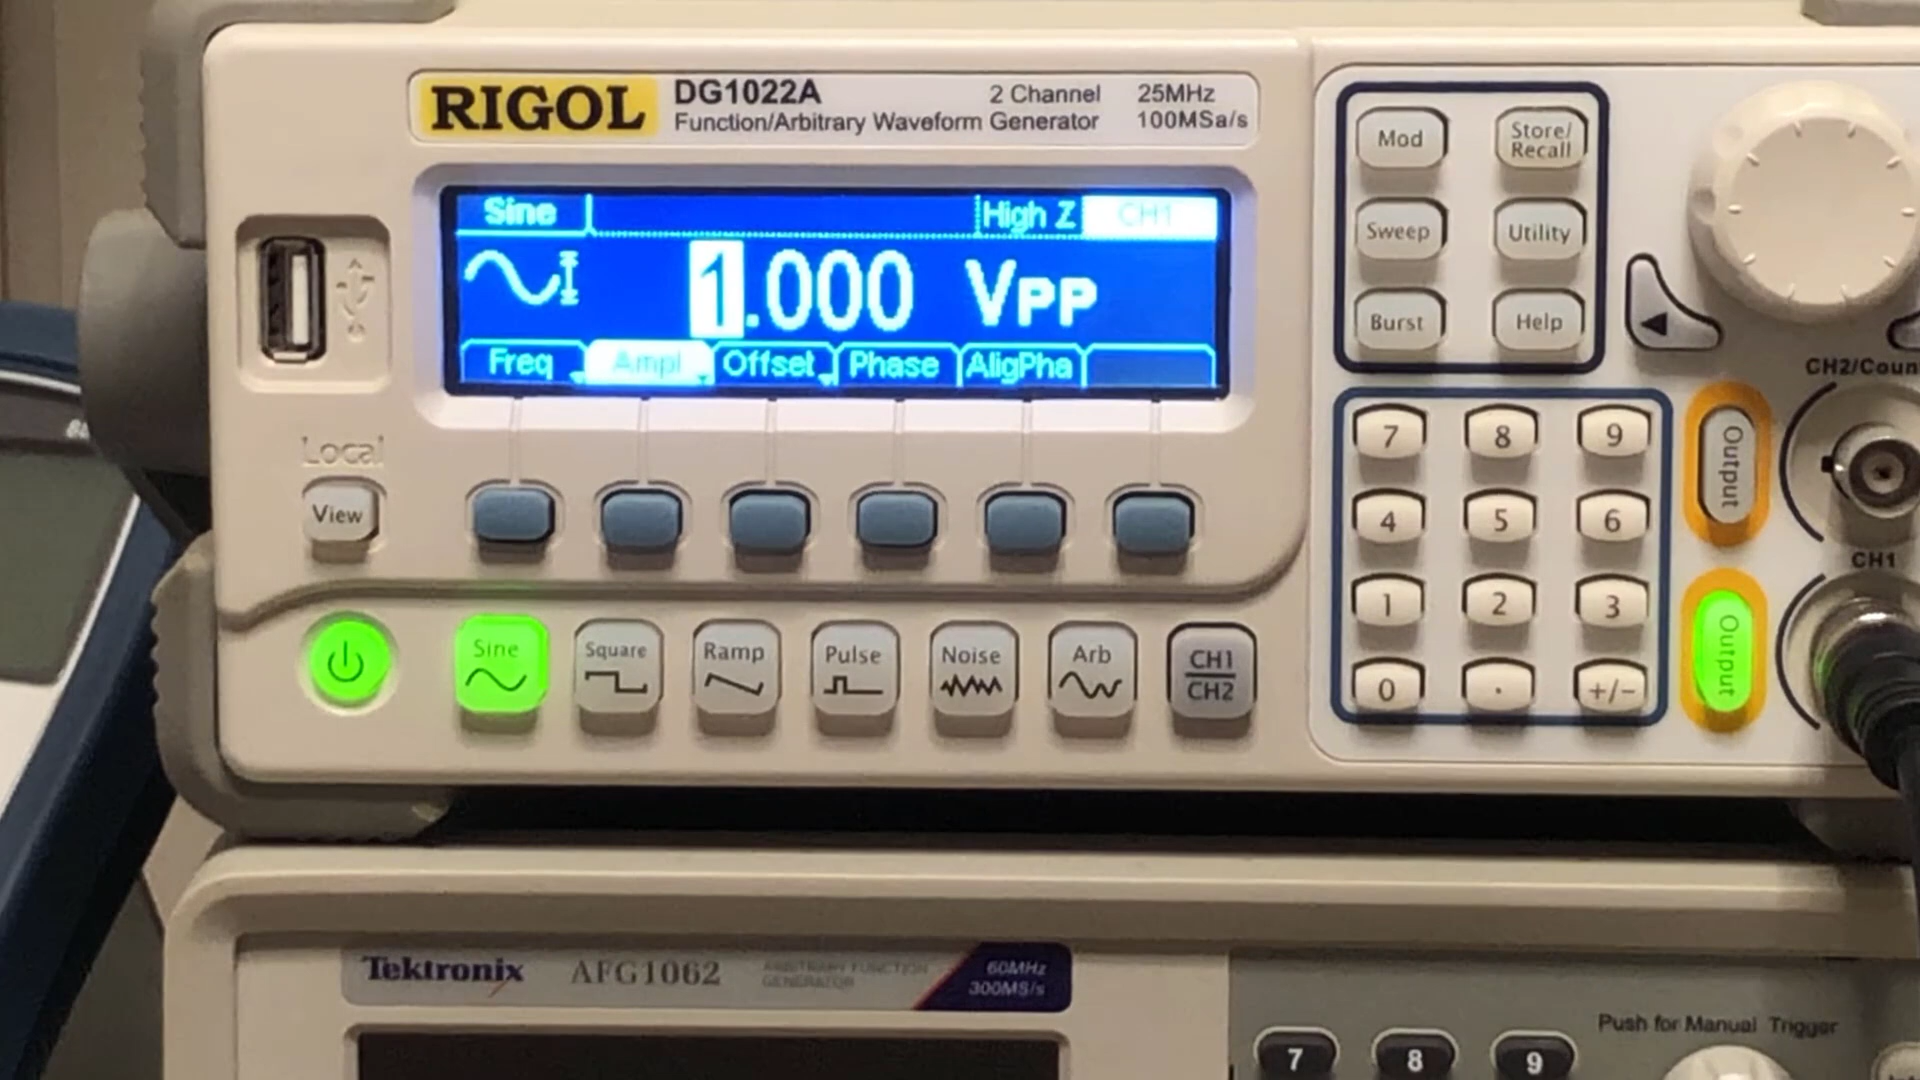 RIGOL
DG1022A 2 Channel 25MHz
Function/Arbitrary Waveform Generator 100MSa/s
Sine High Z CH1
1.000 VPP
Freq Ampl Offset Phase AligPha
Local
View
Sine Square Ramp Pulse Noise Arb CH1
CH2
Mod Store/
Recall
Sweep Utility
Burst Help
7 8 9
4 5 6
1 2 3
0 . +/-
Output
Output
CH2/Coun
CH1
Tektronix AFG1062 ARBITRARY FUNCTION
GENERATOR
60MHz
300MS/s
Push for Manual Trigger
7 8 9